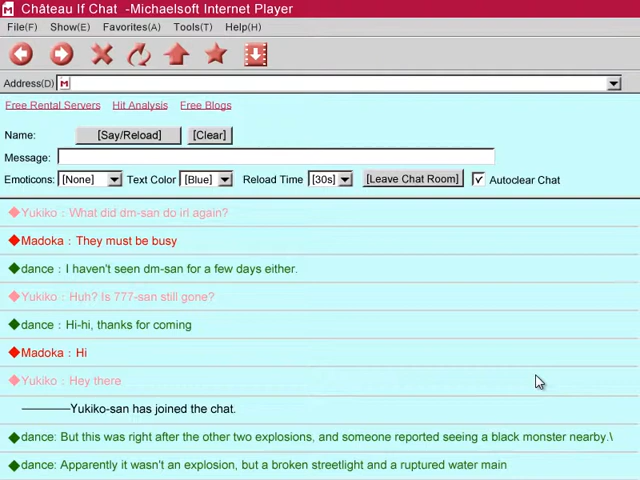 Château If Chat -Michaelsoft Internet Player
File(F) Show(E) Favorites(A) Tools(T) Help(H)
Address(D)
Free Rental Servers Hit Analysis Free Blogs
Name: [Say/Reload] [Clear]
Message:
Emoticons: [None] Text Color [Blue] Reload Time [30s] [Leave Chat Room] Autoclear Chat
◆Yukiko : What did dm-san do irl again?
◆Madoka : They must be busy
◆dance : I haven't seen dm-san for a few days either.
◆Yukiko : Huh? Is 777-san still gone?
◆dance : Hi-hi, thanks for coming
◆Madoka : Hi
◆Yukiko : Hey there
————Yukiko-san has joined the chat.
◆dance: But this was right after the other two explosions, and someone reported seeing a black monster nearby.\
◆dance: Apparently it wasn't an explosion, but a broken streetlight and a ruptured water main